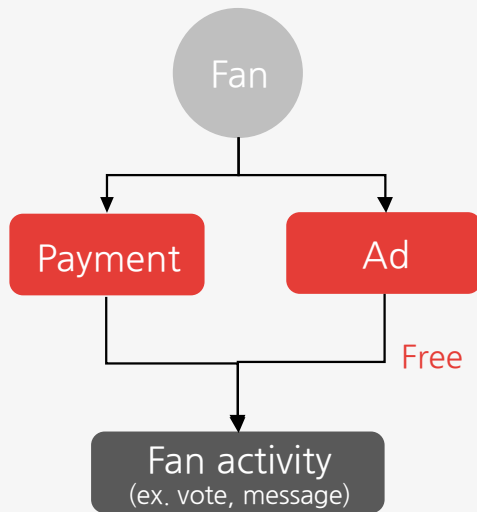 Fan
Payment
Ad
Free
Fan activity
(ex. vote, message)